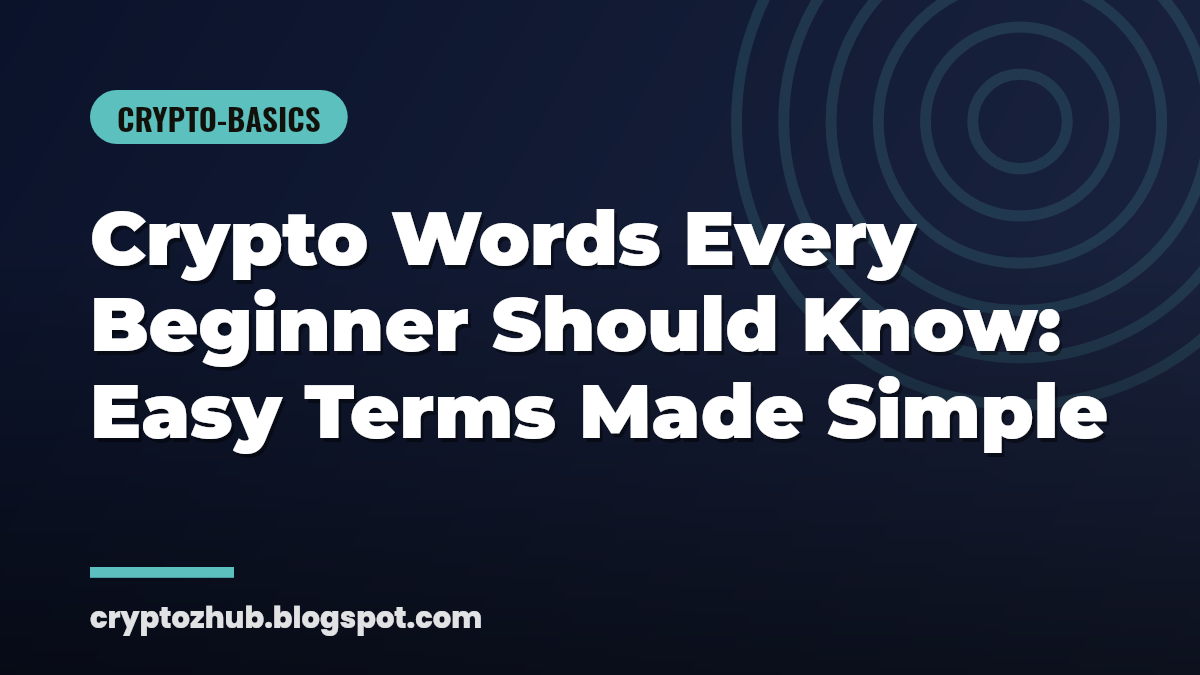 CRYPTO-BASICS
Crypto Words Every
Beginner Should Know:
Easy Terms Made Simple
cryptozhub.blogspot.com